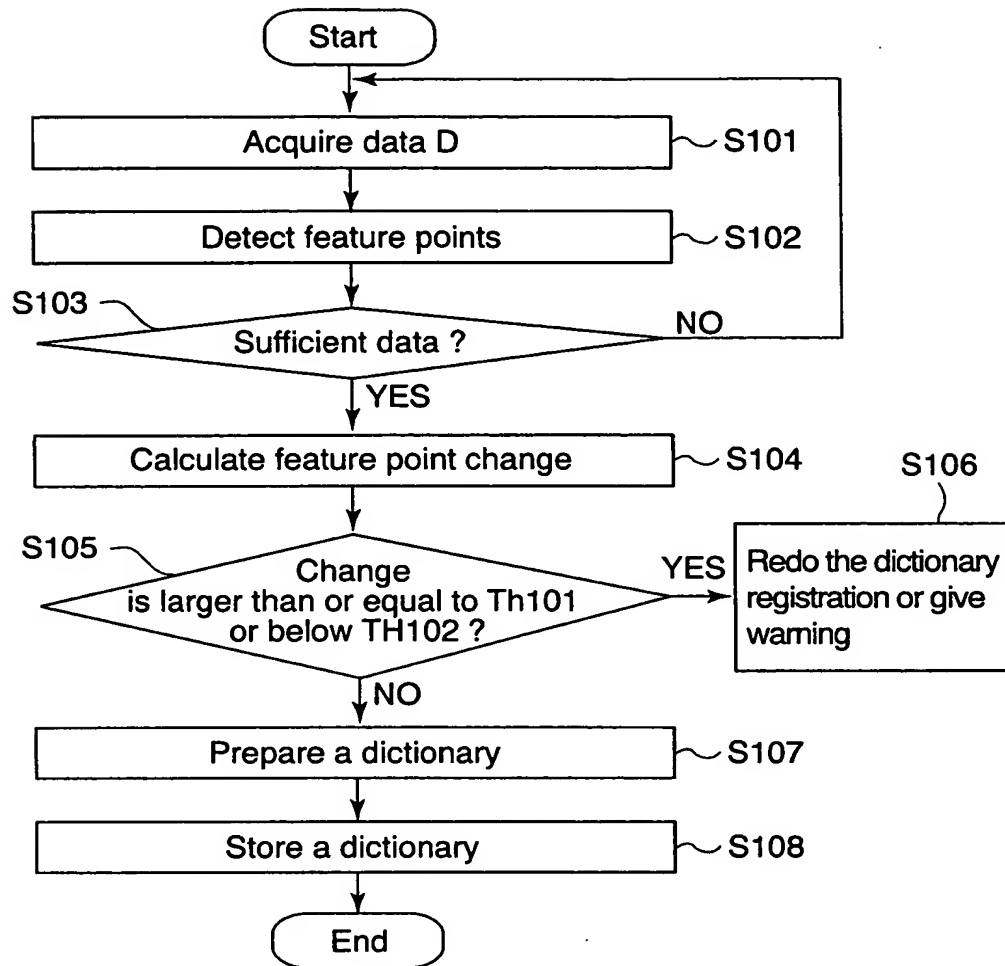 Start
Acquire data D
S101
Detect feature points
S102
S103
Sufficient data ?
NO
YES
Calculate feature point change
S104
S106
S105
Change
is larger than or equal to Th101
or below TH102 ?
YES
Redo the dictionary
registration or give
warning
NO
Prepare a dictionary
S107
Store a dictionary
S108
End